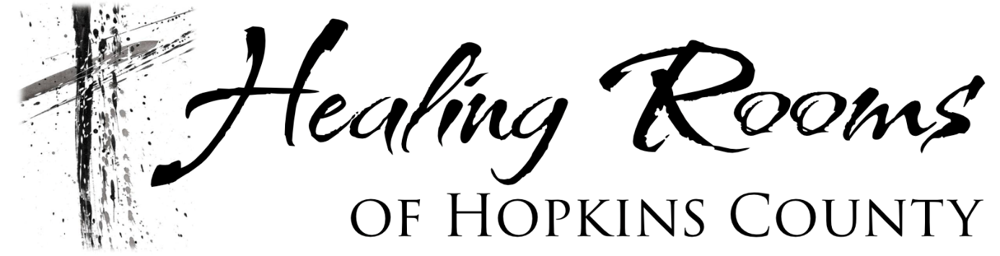 Healing Rooms
OF HOPKINS COUNTY